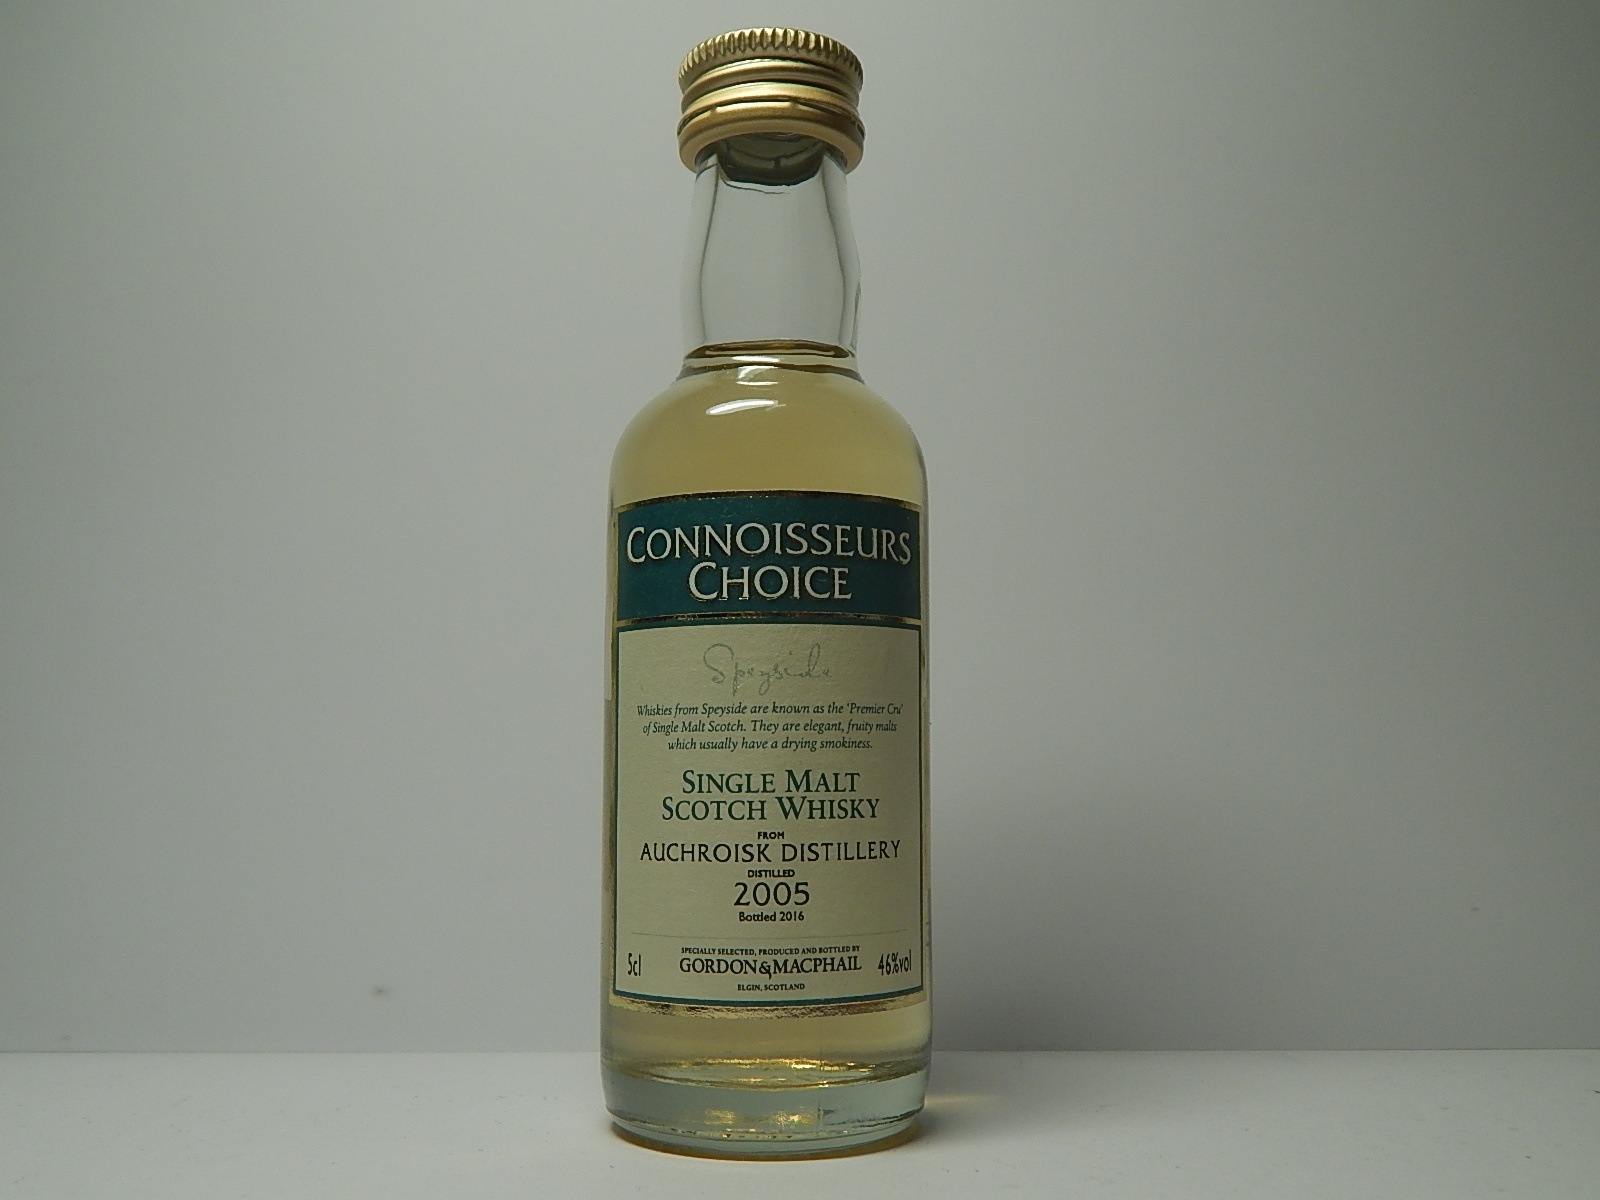 CONNOISSEURS
CHOICE
Speyside
Whiskies from Speyside are known as the 'Premier Cru'
of Single Malt Scotch. They are elegant, fruity malts
which usually have a drying smokiness.
SINGLE MALT
SCOTCH WHISKY
FROM
AUCHROISK DISTILLERY
DISTILLED
2005
Bottled 2016
SPECIALLY SELECTED, PRODUCED AND BOTTLED BY
5cl GORDON&MACPHAIL 46%vol
ELGIN, SCOTLAND